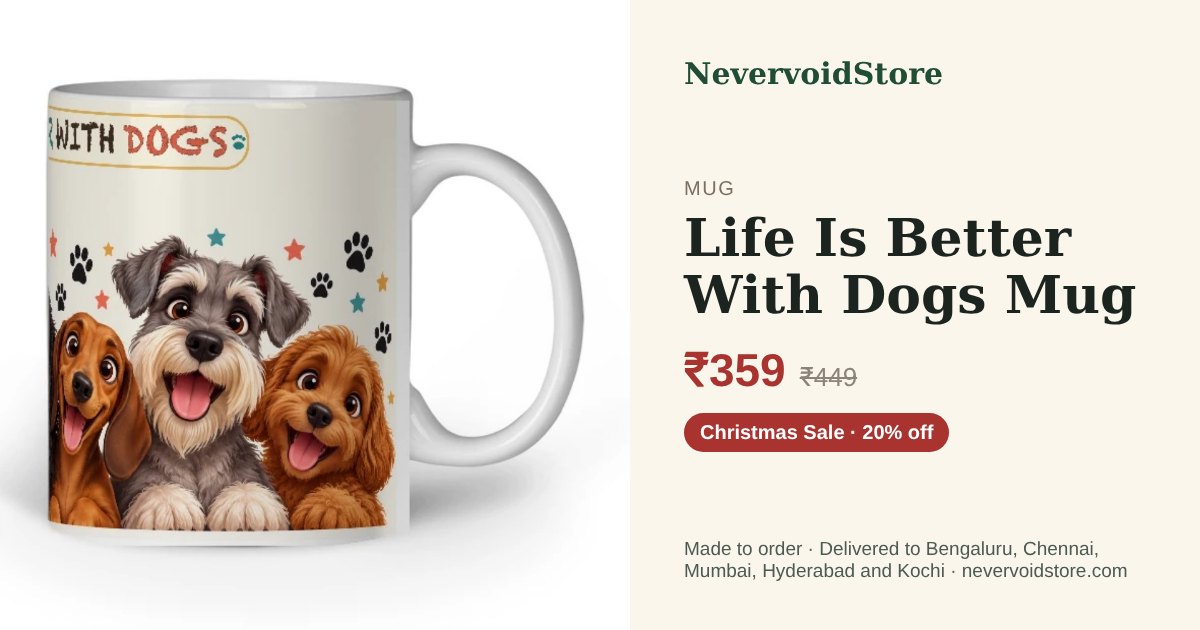 WITH DOGS
NevervoidStore
MUG
Life Is Better
With Dogs Mug
₹359 ₹449
Christmas Sale · 20% off
Made to order · Delivered to Bengaluru, Chennai,
Mumbai, Hyderabad and Kochi · nevervoidstore.com